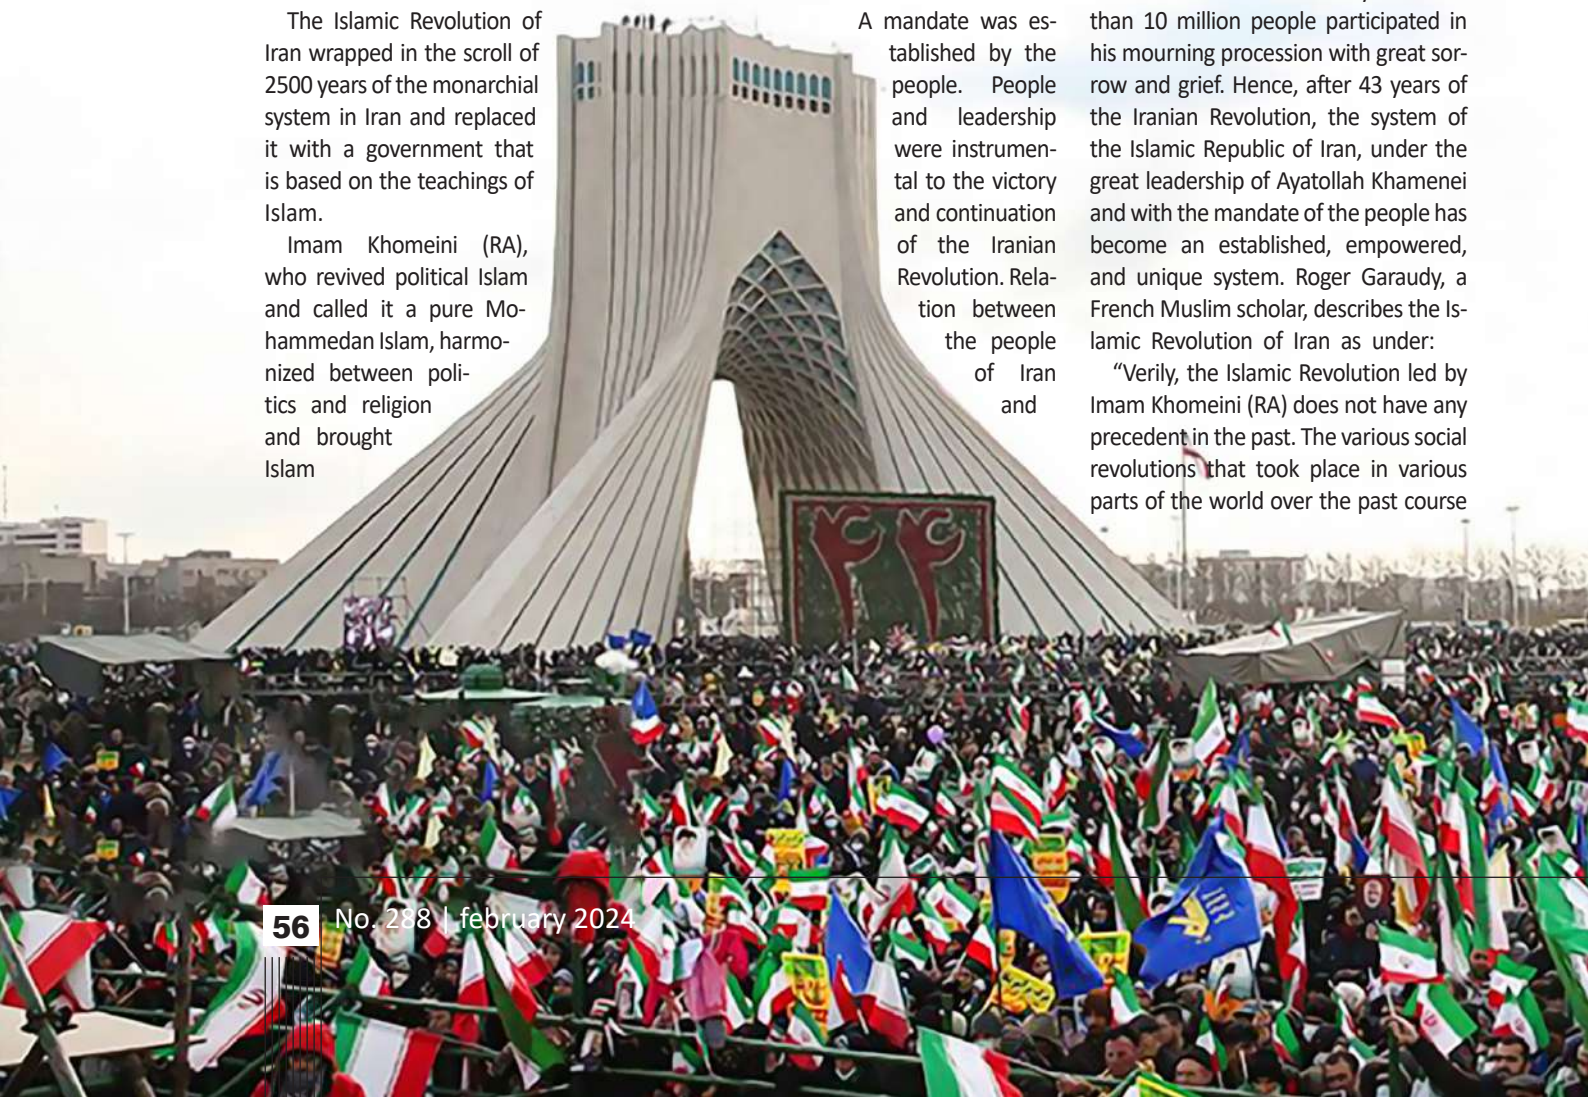 The Islamic Revolution of
Iran wrapped in the scroll of
2500 years of the monarchial
system in Iran and replaced
it with a government that
is based on the teachings of
Islam.
Imam Khomeini (RA),
who revived political Islam
and called it a pure Mo-
hammedan Islam, harmo-
nized between poli-
tics and religion
and brought
Islam
A mandate was es-
tablished by the
people. People
and leadership
were instrumen-
tal to the victory
and continuation
of the Iranian
Revolution. Rela-
tion between
the people
of Iran
and
than 10 million people participated in
his mourning procession with great sor-
row and grief. Hence, after 43 years of
the Iranian Revolution, the system of
the Islamic Republic of Iran, under the
great leadership of Ayatollah Khamenei
and with the mandate of the people has
become an established, empowered,
and unique system. Roger Garaudy, a
French Muslim scholar, describes the Is-
lamic Revolution of Iran as under:
“Verily, the Islamic Revolution led by
Imam Khomeini (RA) does not have any
precedent in the past. The various social
revolutions that took place in various
parts of the world over the past course
۴۴
56 No. 288 | february 2024